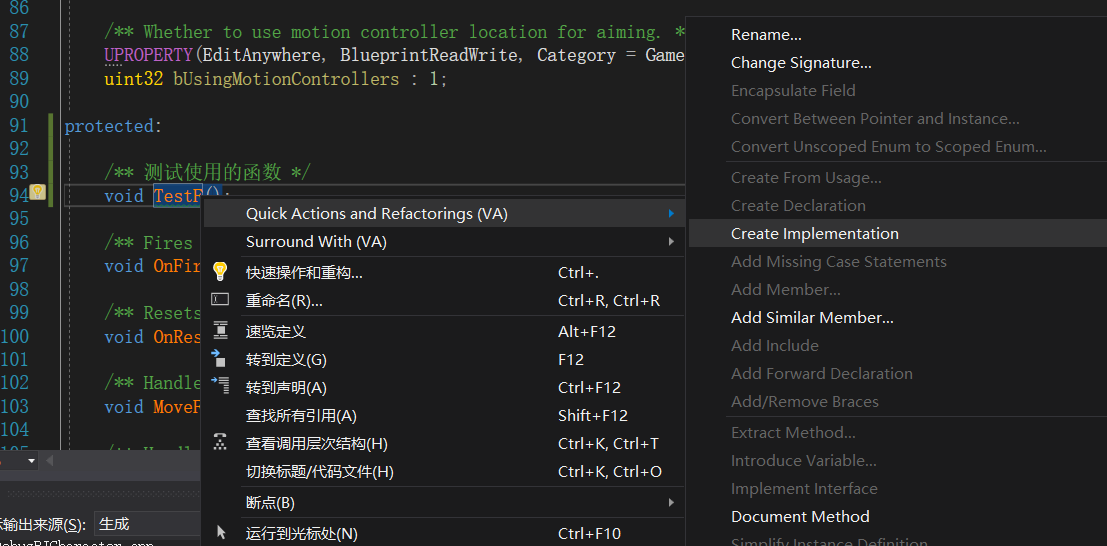 86
87 /** Whether to use motion controller location for aiming. *
88 UPROPERTY(EditAnywhere, BlueprintReadWrite, Category = Game
89 uint32 bUsingMotionControllers : 1;
90
91 protected:
92
93 /** 测试使用的函数 */
94 void TestF();
95
96 /** Fires
97 void OnFir
98
99 /** Resets
100 void OnRes
101
102 /** Handle
103 void MoveF
104
105 /** Handl
Quick Actions and Refactorings (VA)
Surround With (VA)
快速操作和重构... Ctrl+.
重命名(R)... Ctrl+R, Ctrl+R
速览定义 Alt+F12
转到定义(G) F12
转到声明(A) Ctrl+F12
查找所有引用(A) Shift+F12
查看调用层次结构(H) Ctrl+K, Ctrl+T
切换标题/代码文件(H) Ctrl+K, Ctrl+O
断点(B)
运行到光标处(N) Ctrl+F10
Rename...
Change Signature...
Encapsulate Field
Convert Between Pointer and Instance...
Convert Unscoped Enum to Scoped Enum...
Create From Usage...
Create Declaration
Create Implementation
Add Missing Case Statements
Add Member...
Add Similar Member...
Add Include
Add Forward Declaration
Add/Remove Braces
Extract Method...
Introduce Variable...
Implement Interface
Document Method
Simplify Instance Definition
输出来源(S): 生成
ebugBICharacter.cpp